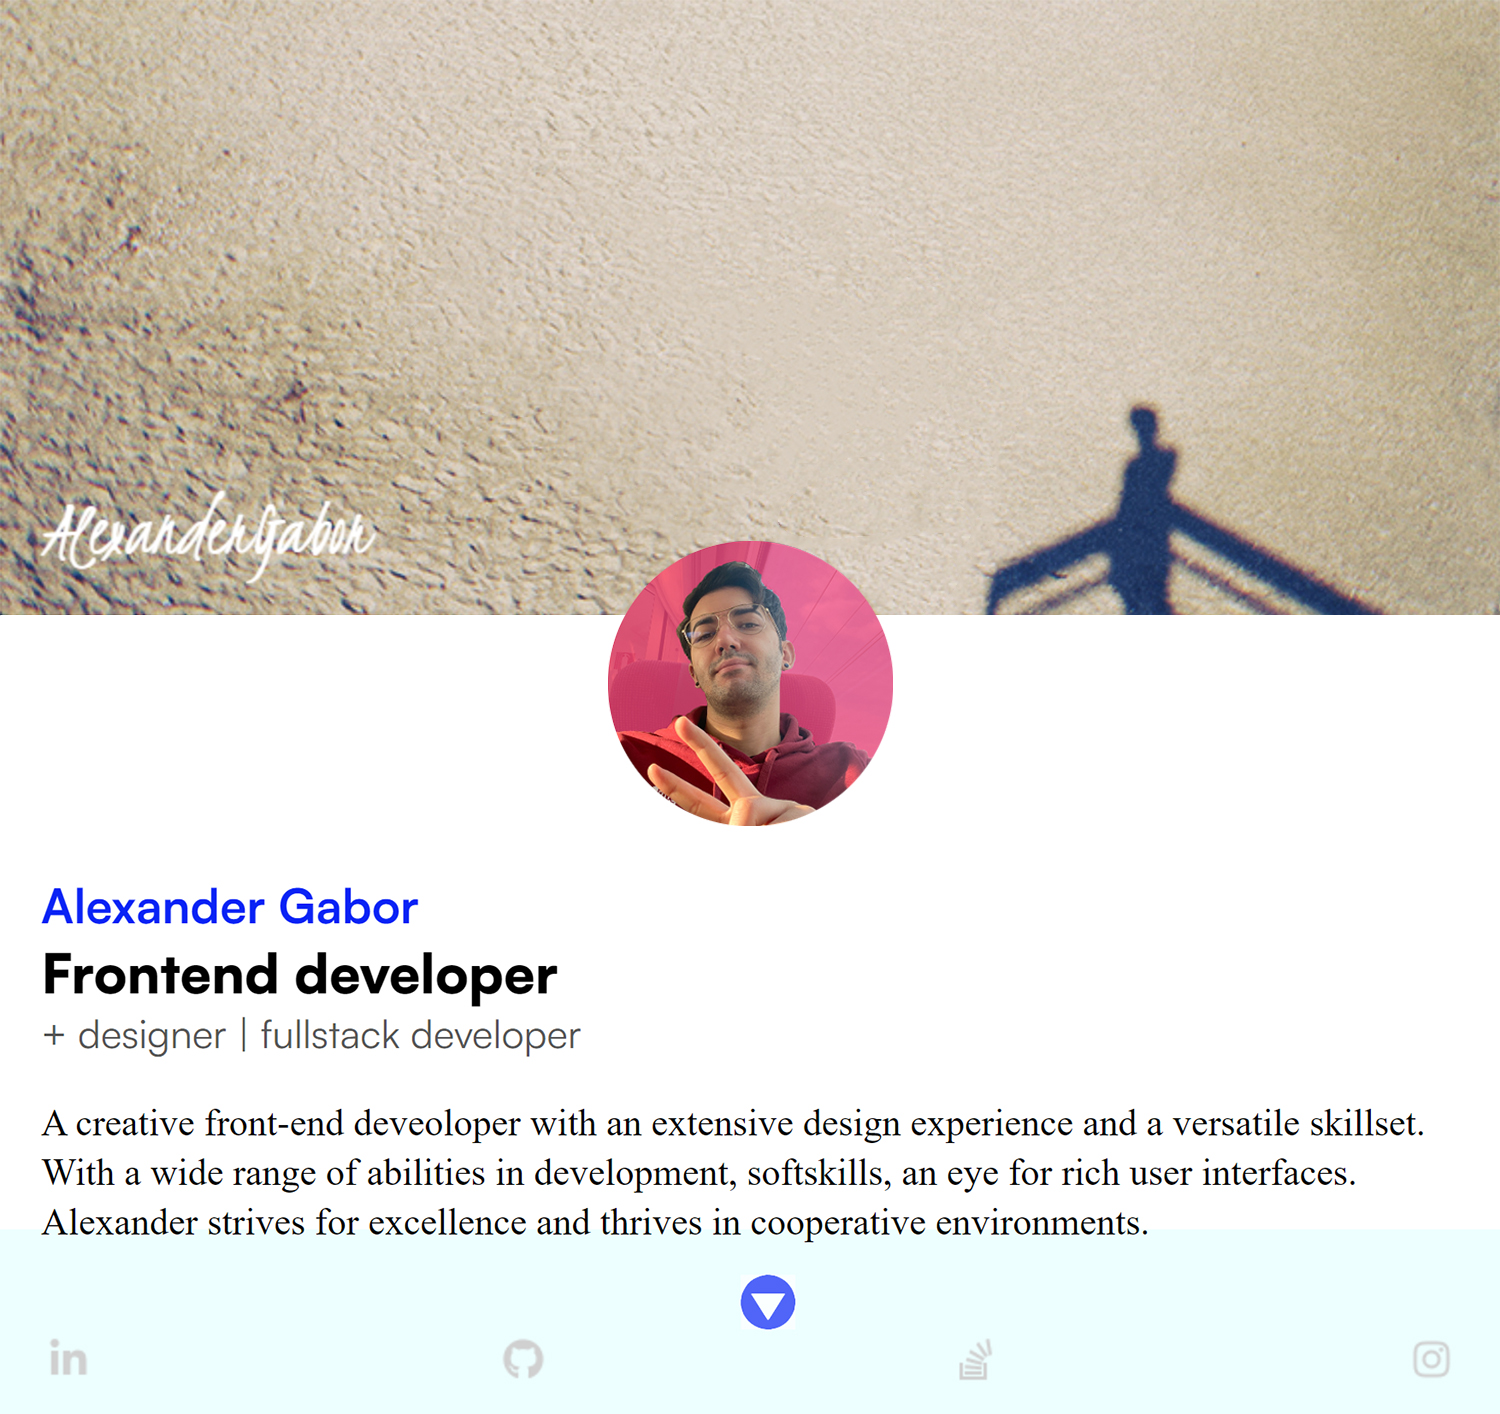 AlexanderGabor
Alexander Gabor
Frontend developer
+ designer | fullstack developer
A creative front-end deveoloper with an extensive design experience and a versatile skillset.
With a wide range of abilities in development, softskills, an eye for rich user interfaces.
Alexander strives for excellence and thrives in cooperative environments.
in